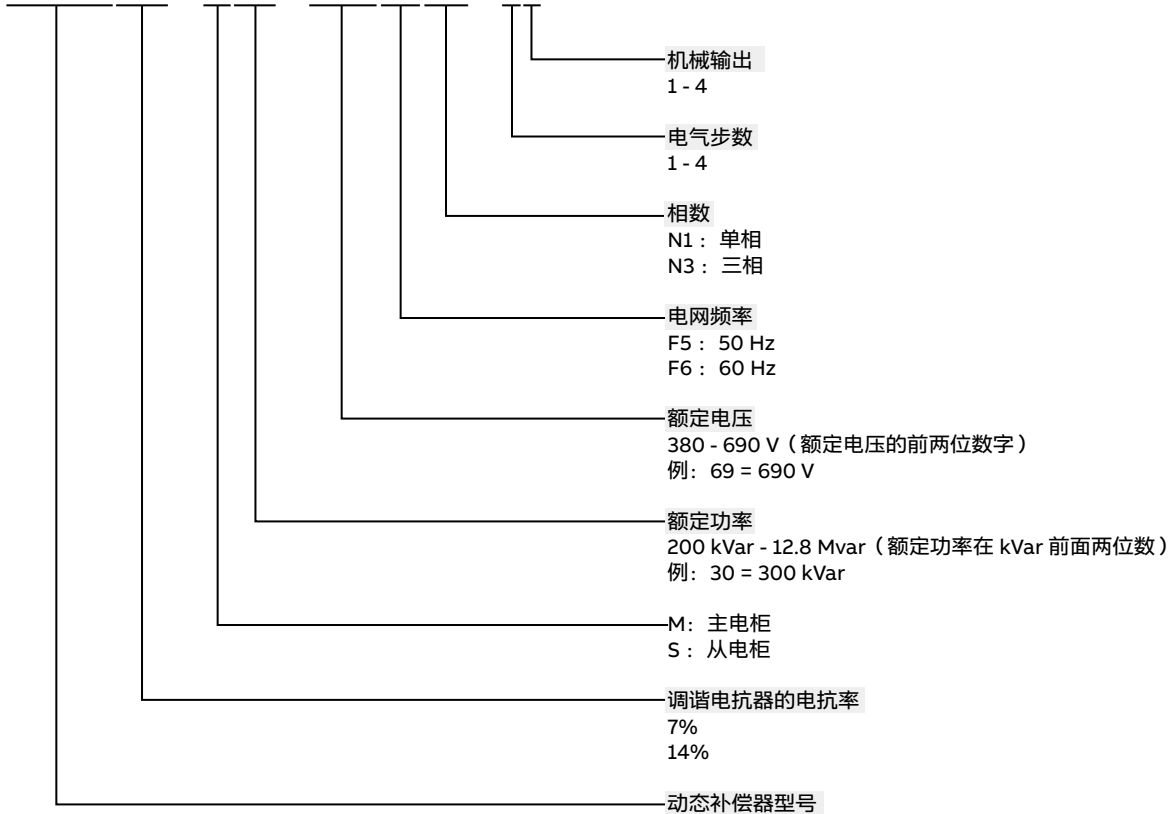 机械输出
1 - 4
电气步数
1 - 4
相数
N1 : 单相
N3 : 三相
电网频率
F5 : 50 Hz
F6 : 60 Hz
额定电压
380 - 690 V（额定电压的前两位数字）
例: 69 = 690 V
额定功率
200 kVar - 12.8 Mvar（额定功率在 kVar 前面两位数）
例: 30 = 300 kVar
M: 主电柜
S : 从电柜
调谐电抗器的电抗率
7%
14%
动态补偿器型号